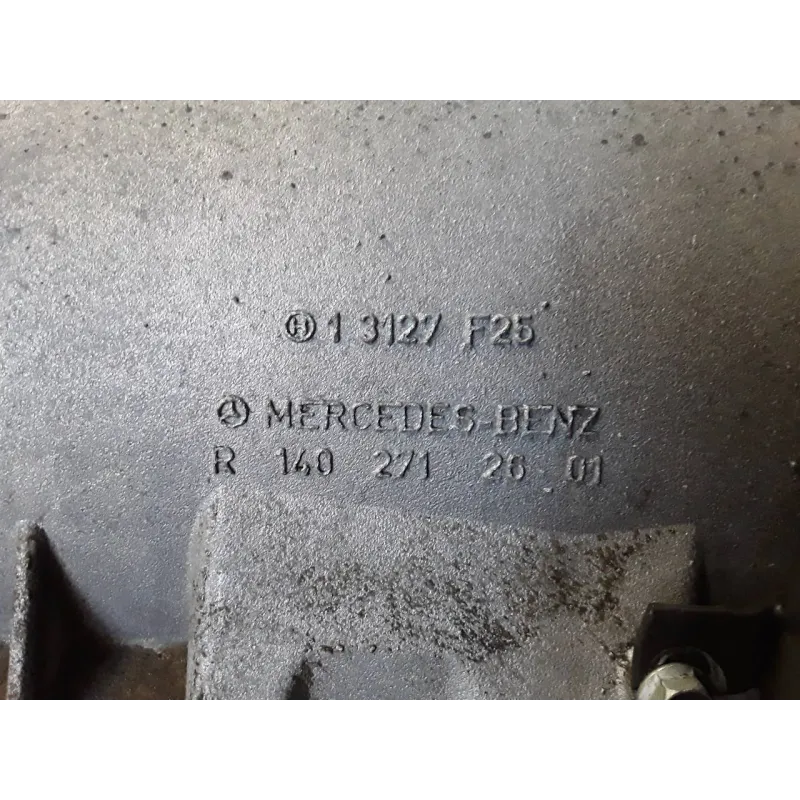 H 1 3127 F25
MERCEDES-BENZ
R 140 271 26 01